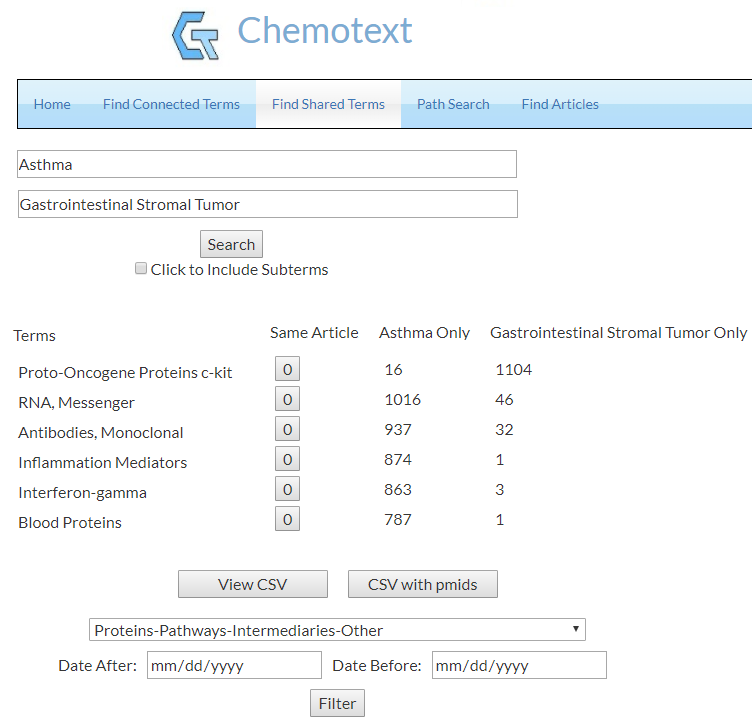 Chemotext
Home Find Connected Terms Find Shared Terms Path Search Find Articles
Asthma
Gastrointestinal Stromal Tumor
Search
Click to Include Subterms
Terms Same Article Asthma Only Gastrointestinal Stromal Tumor Only
Proto-Oncogene Proteins c-kit 0 16 1104
RNA, Messenger 0 1016 46
Antibodies, Monoclonal 0 937 32
Inflammation Mediators 0 874 1
Interferon-gamma 0 863 3
Blood Proteins 0 787 1
View CSV CSV with pmids
Proteins-Pathways-Intermediaries-Other
Date After: mm/dd/yyyy Date Before: mm/dd/yyyy
Filter